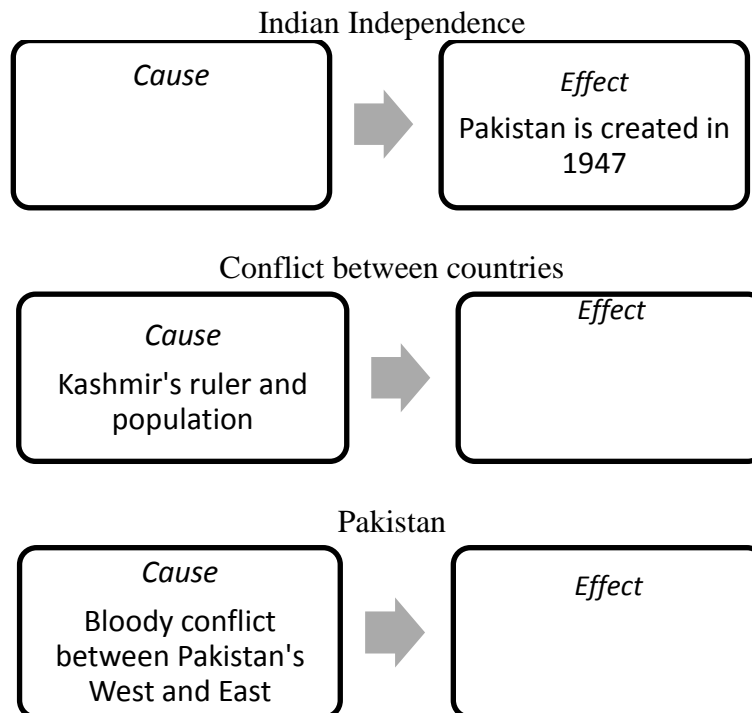 Indian Independence
Cause
Effect
Pakistan is created in
1947
Conflict between countries
Cause
Kashmir's ruler and
population
Effect
Pakistan
Cause
Bloody conflict
between Pakistan's
West and East
Effect